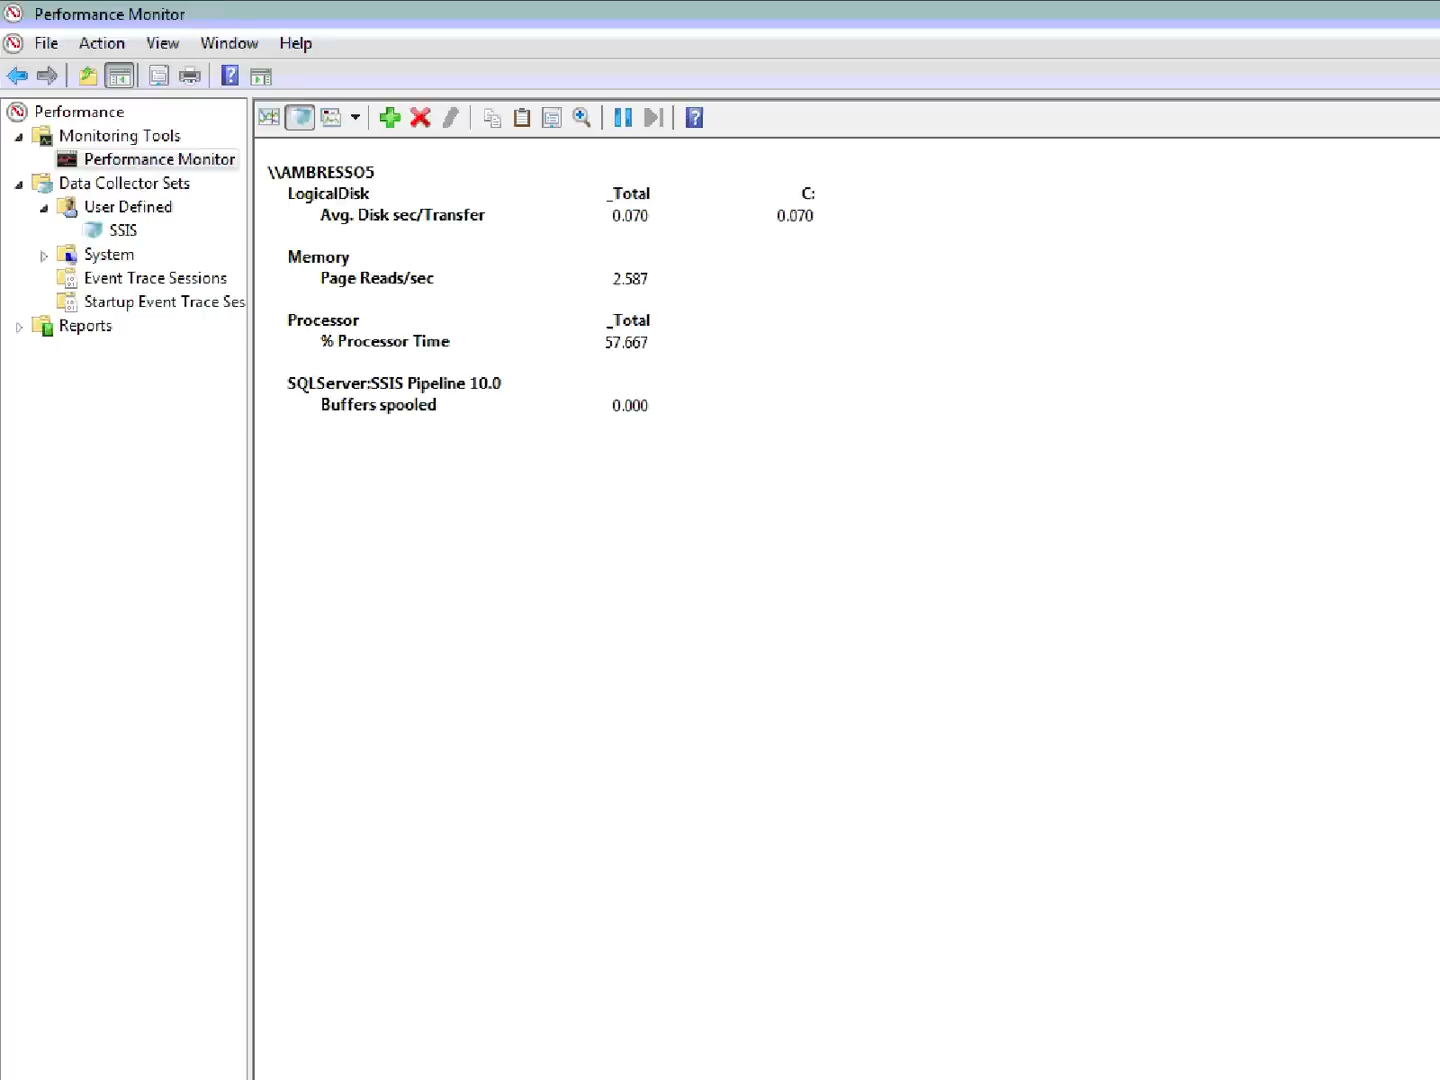 Performance Monitor
File Action View Window Help
Performance
Monitoring Tools
Performance Monitor
Data Collector Sets
User Defined
SSIS
System
Event Trace Sessions
Startup Event Trace Ses
Reports
\\AMBRESSO5
LogicalDisk _Total C:
Avg. Disk sec/Transfer 0.070 0.070
Memory
Page Reads/sec 2.587
Processor _Total
% Processor Time 57.667
SQLServer:SSIS Pipeline 10.0
Buffers spooled 0.000